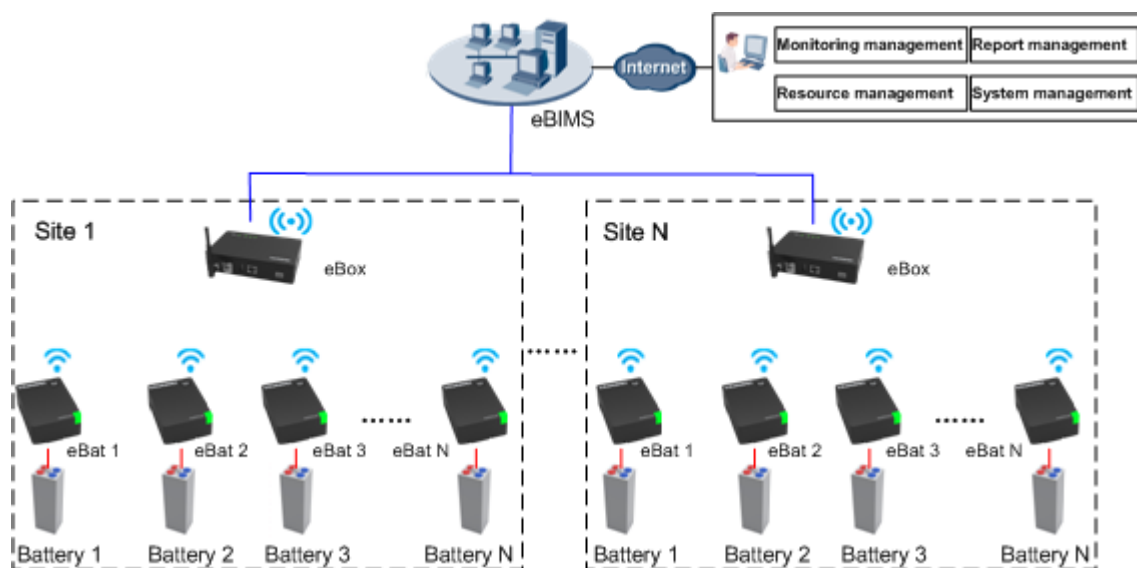 Monitoring management Report management
Internet
Resource management System management
eBIMS
Site 1 Site N
eBox eBox
...... 
eBat 1 eBat 2 eBat 3 ...... eBat N eBat 1 eBat 2 eBat 3 ...... eBat N
Battery 1 Battery 2 Battery 3 Battery N Battery 1 Battery 2 Battery 3 Battery N